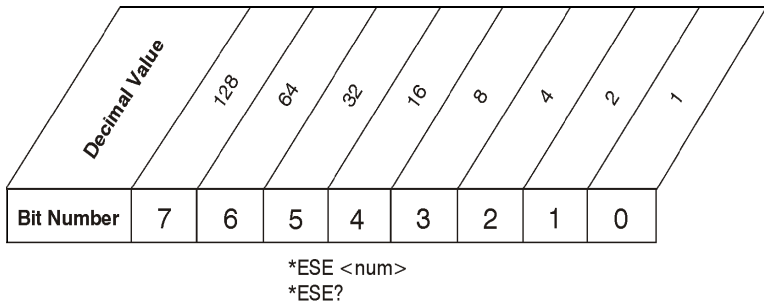 Decimal Value 128 64 32 16 8 4 2 1
Bit Number 7 6 5 4 3 2 1 0
*ESE <num>
*ESE?